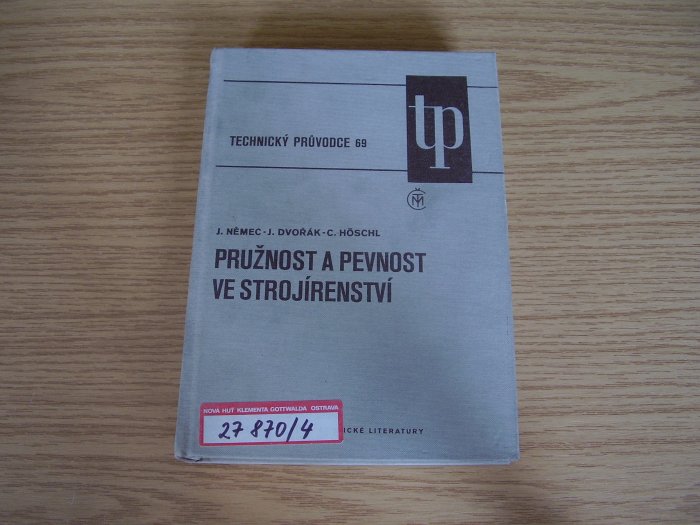 tp
TECHNICKÝ PRŮVODCE 69
J. NĚMEC-J. DVOŘÁK-C. HÖSCHL
PRUŽNOST A PEVNOST
VE STROJÍRENSTVÍ
NOVÁ HUŤ KLEMENTA GOTTWALDA OSTRAVA
27 870/4
ICKÉ LITERATURY